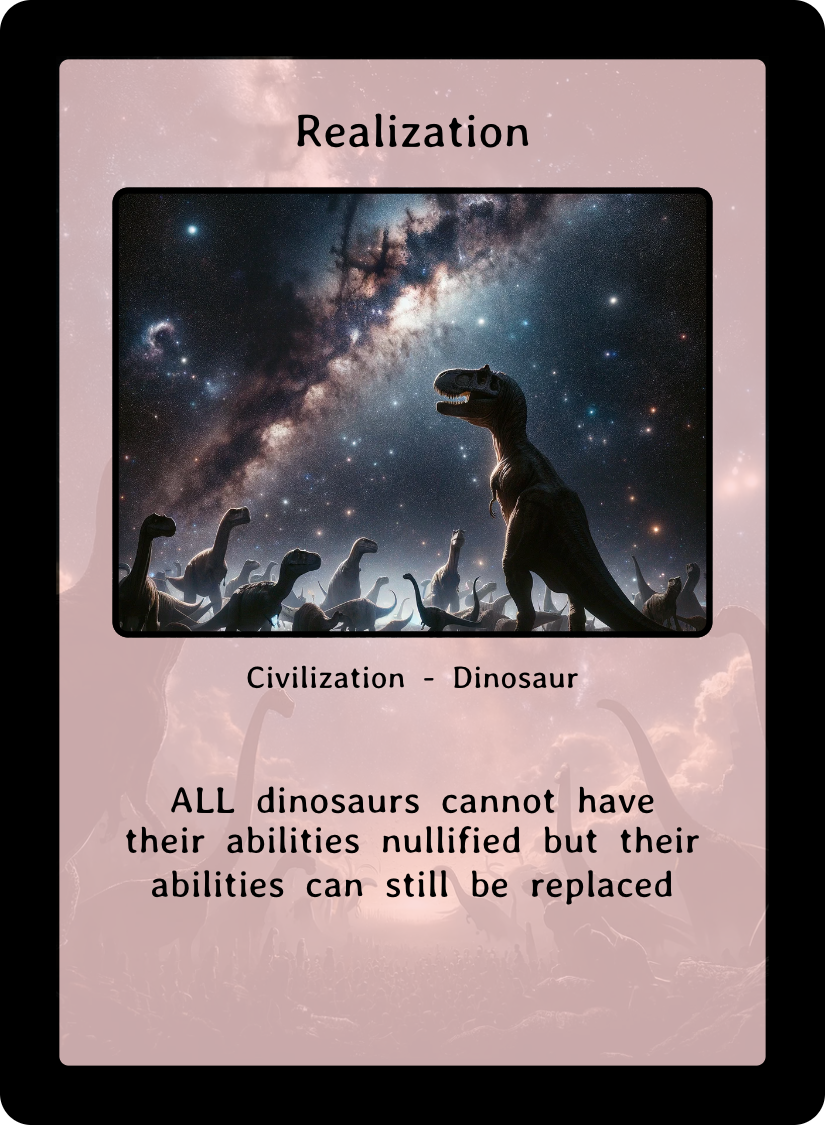 Realization
Civilization - Dinosaur
ALL dinosaurs cannot have
their abilities nullified but their
abilities can still be replaced